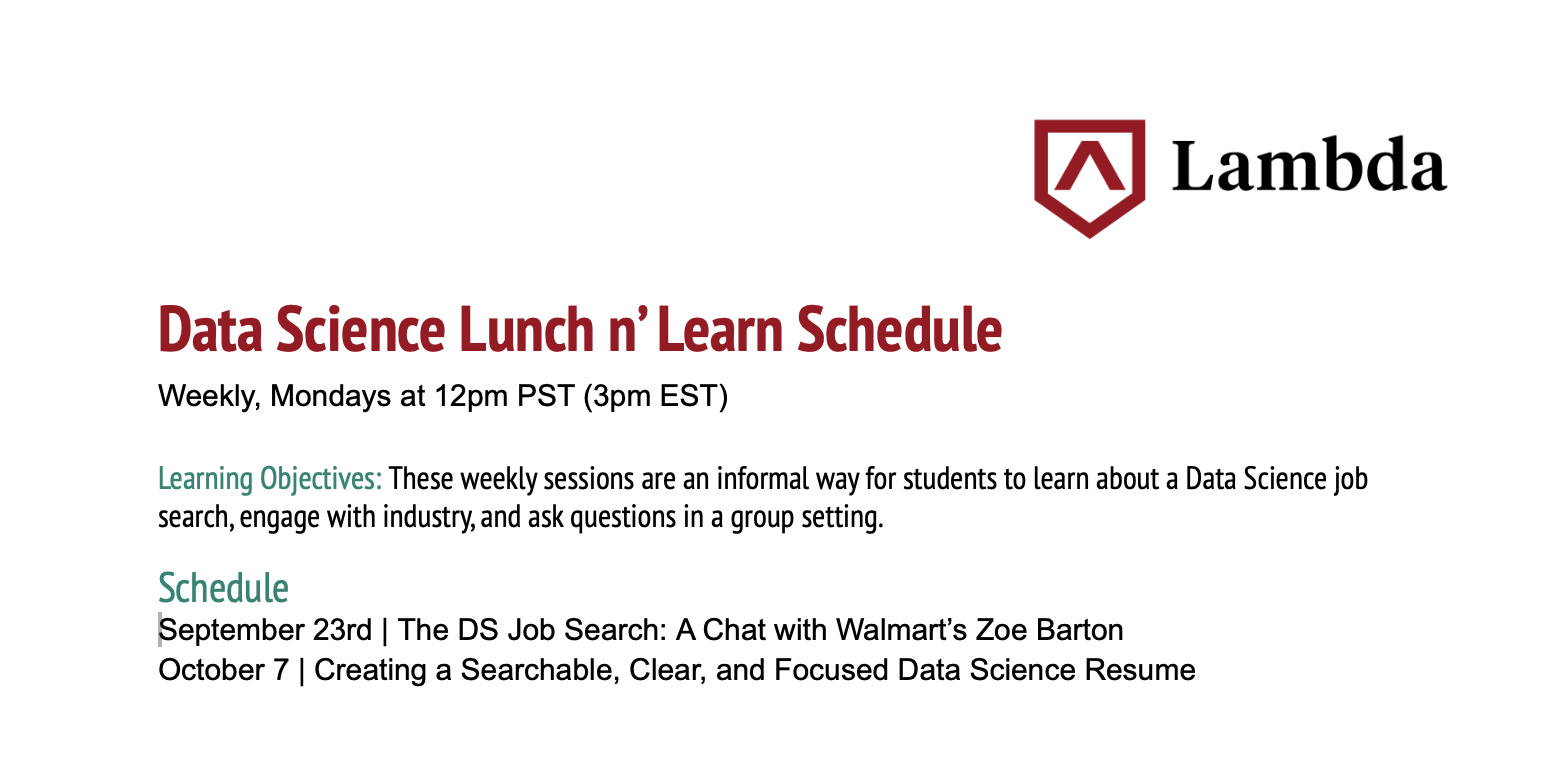 Lambda
Data Science Lunch n’ Learn Schedule
Weekly, Mondays at 12pm PST (3pm EST)
Learning Objectives: These weekly sessions are an informal way for students to learn about a Data Science job
search, engage with industry, and ask questions in a group setting.
Schedule
September 23rd | The DS Job Search: A Chat with Walmart’s Zoe Barton
October 7 | Creating a Searchable, Clear, and Focused Data Science Resume